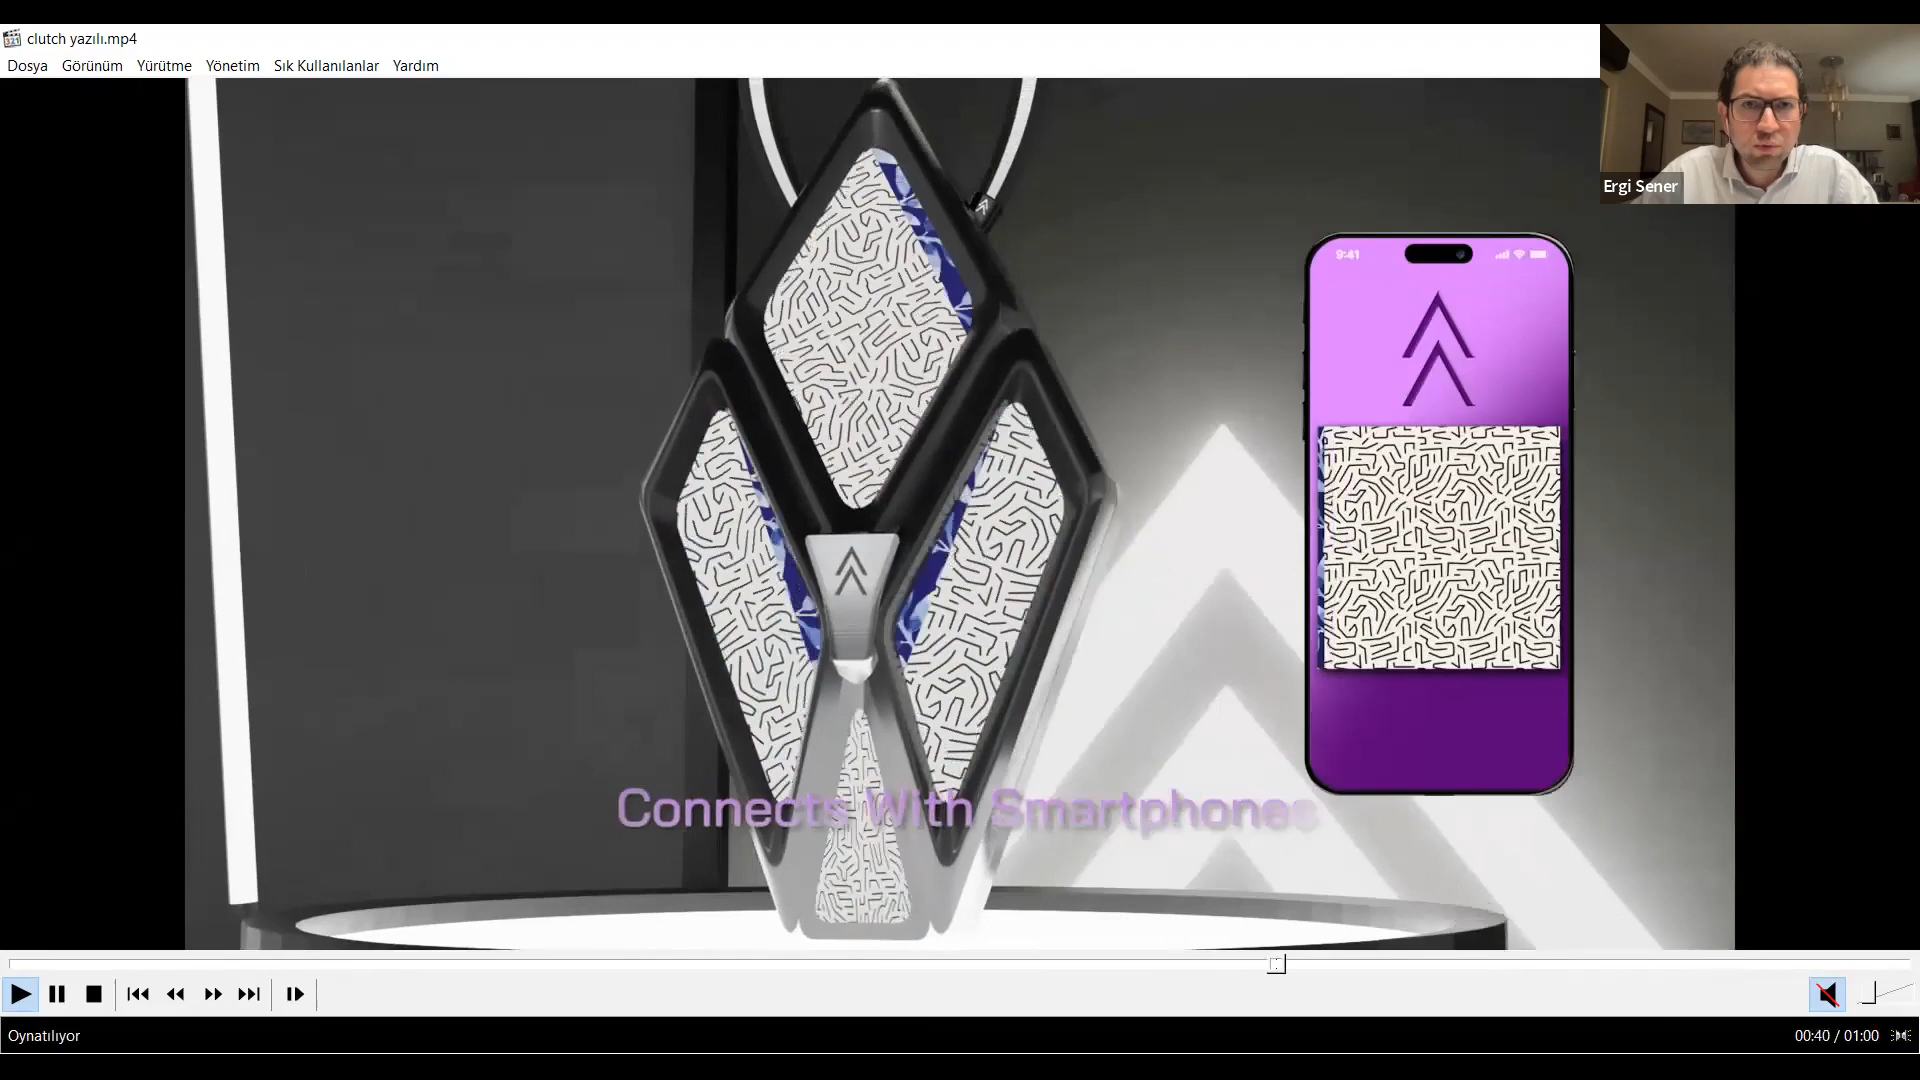 clutch yazılı.mp4
Dosya Görünüm Yürütme Yönetim Sık Kullanılanlar Yardım
Ergi Sener
9:41
Connects With Smartphones
Oynatılıyor
00:40 / 01:00